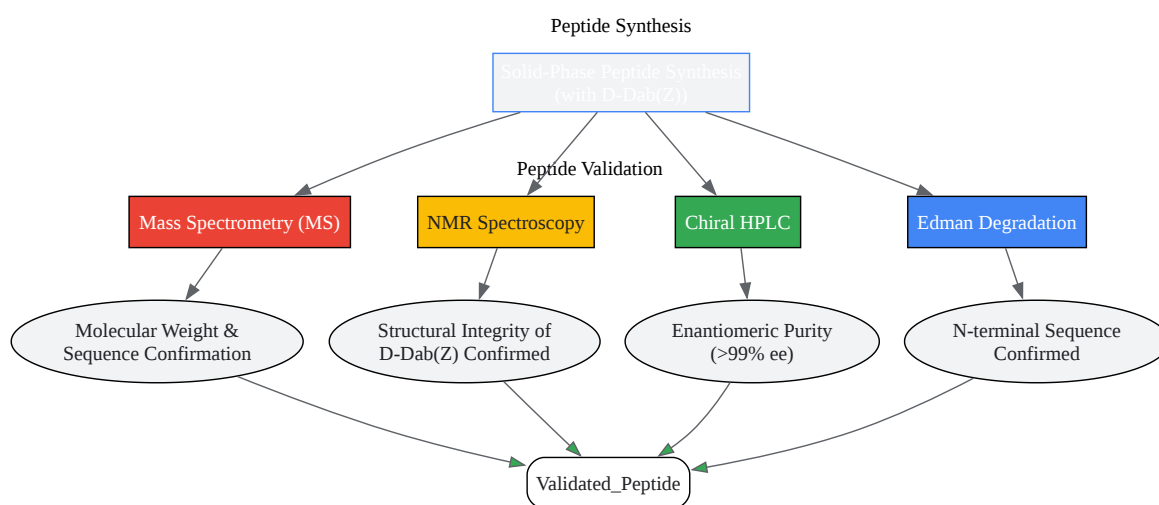 Peptide Synthesis
Solid-Phase Peptide Synthesis
(with D-Dab(Z))
Peptide Validation
Mass Spectrometry (MS)
NMR Spectroscopy
Chiral HPLC
Edman Degradation
Molecular Weight &
Sequence Confirmation
Structural Integrity of
D-Dab(Z) Confirmed
Enantiomeric Purity
(>99% ee)
N-terminal Sequence
Confirmed
Validated_Peptide